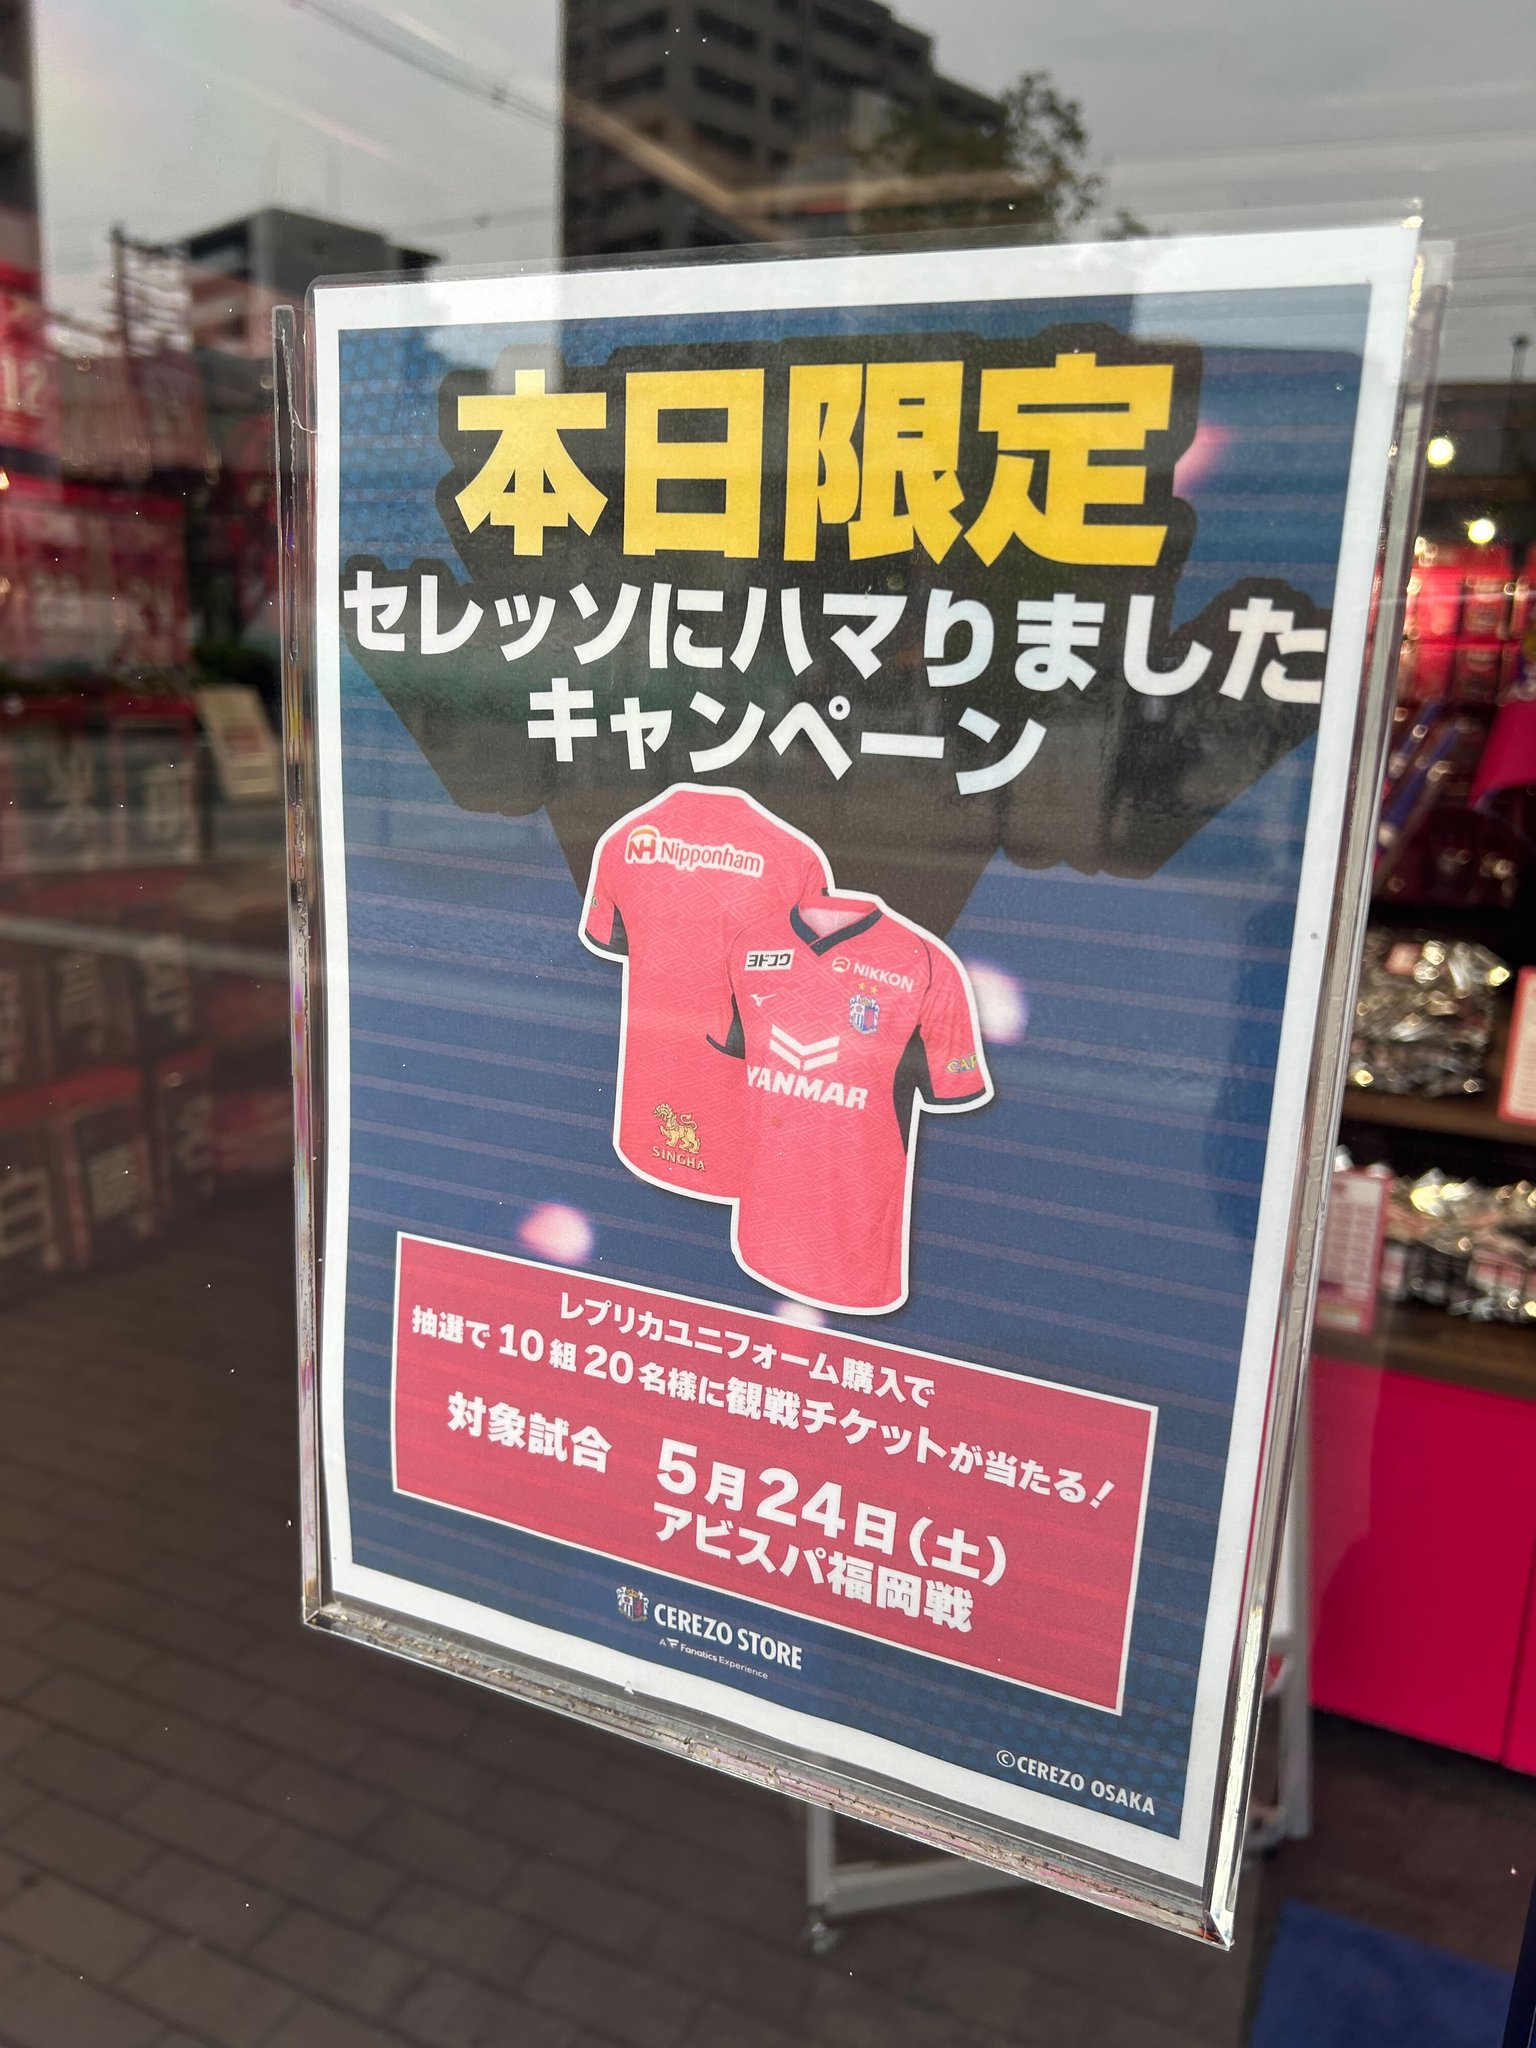 本日限定
セレッソにハマりました
キャンペーン
NH Nipponham
ヨドコウ
NIKKON
YANMAR
SINGHA
レプリカユニフォーム購入で
抽選で10組20名様に観戦チケットが当たる！
対象試合 5月24日(土)
アビスパ福岡戦
CEREZO STORE
A Fanatics Experience
©CEREZO OSAKA
12